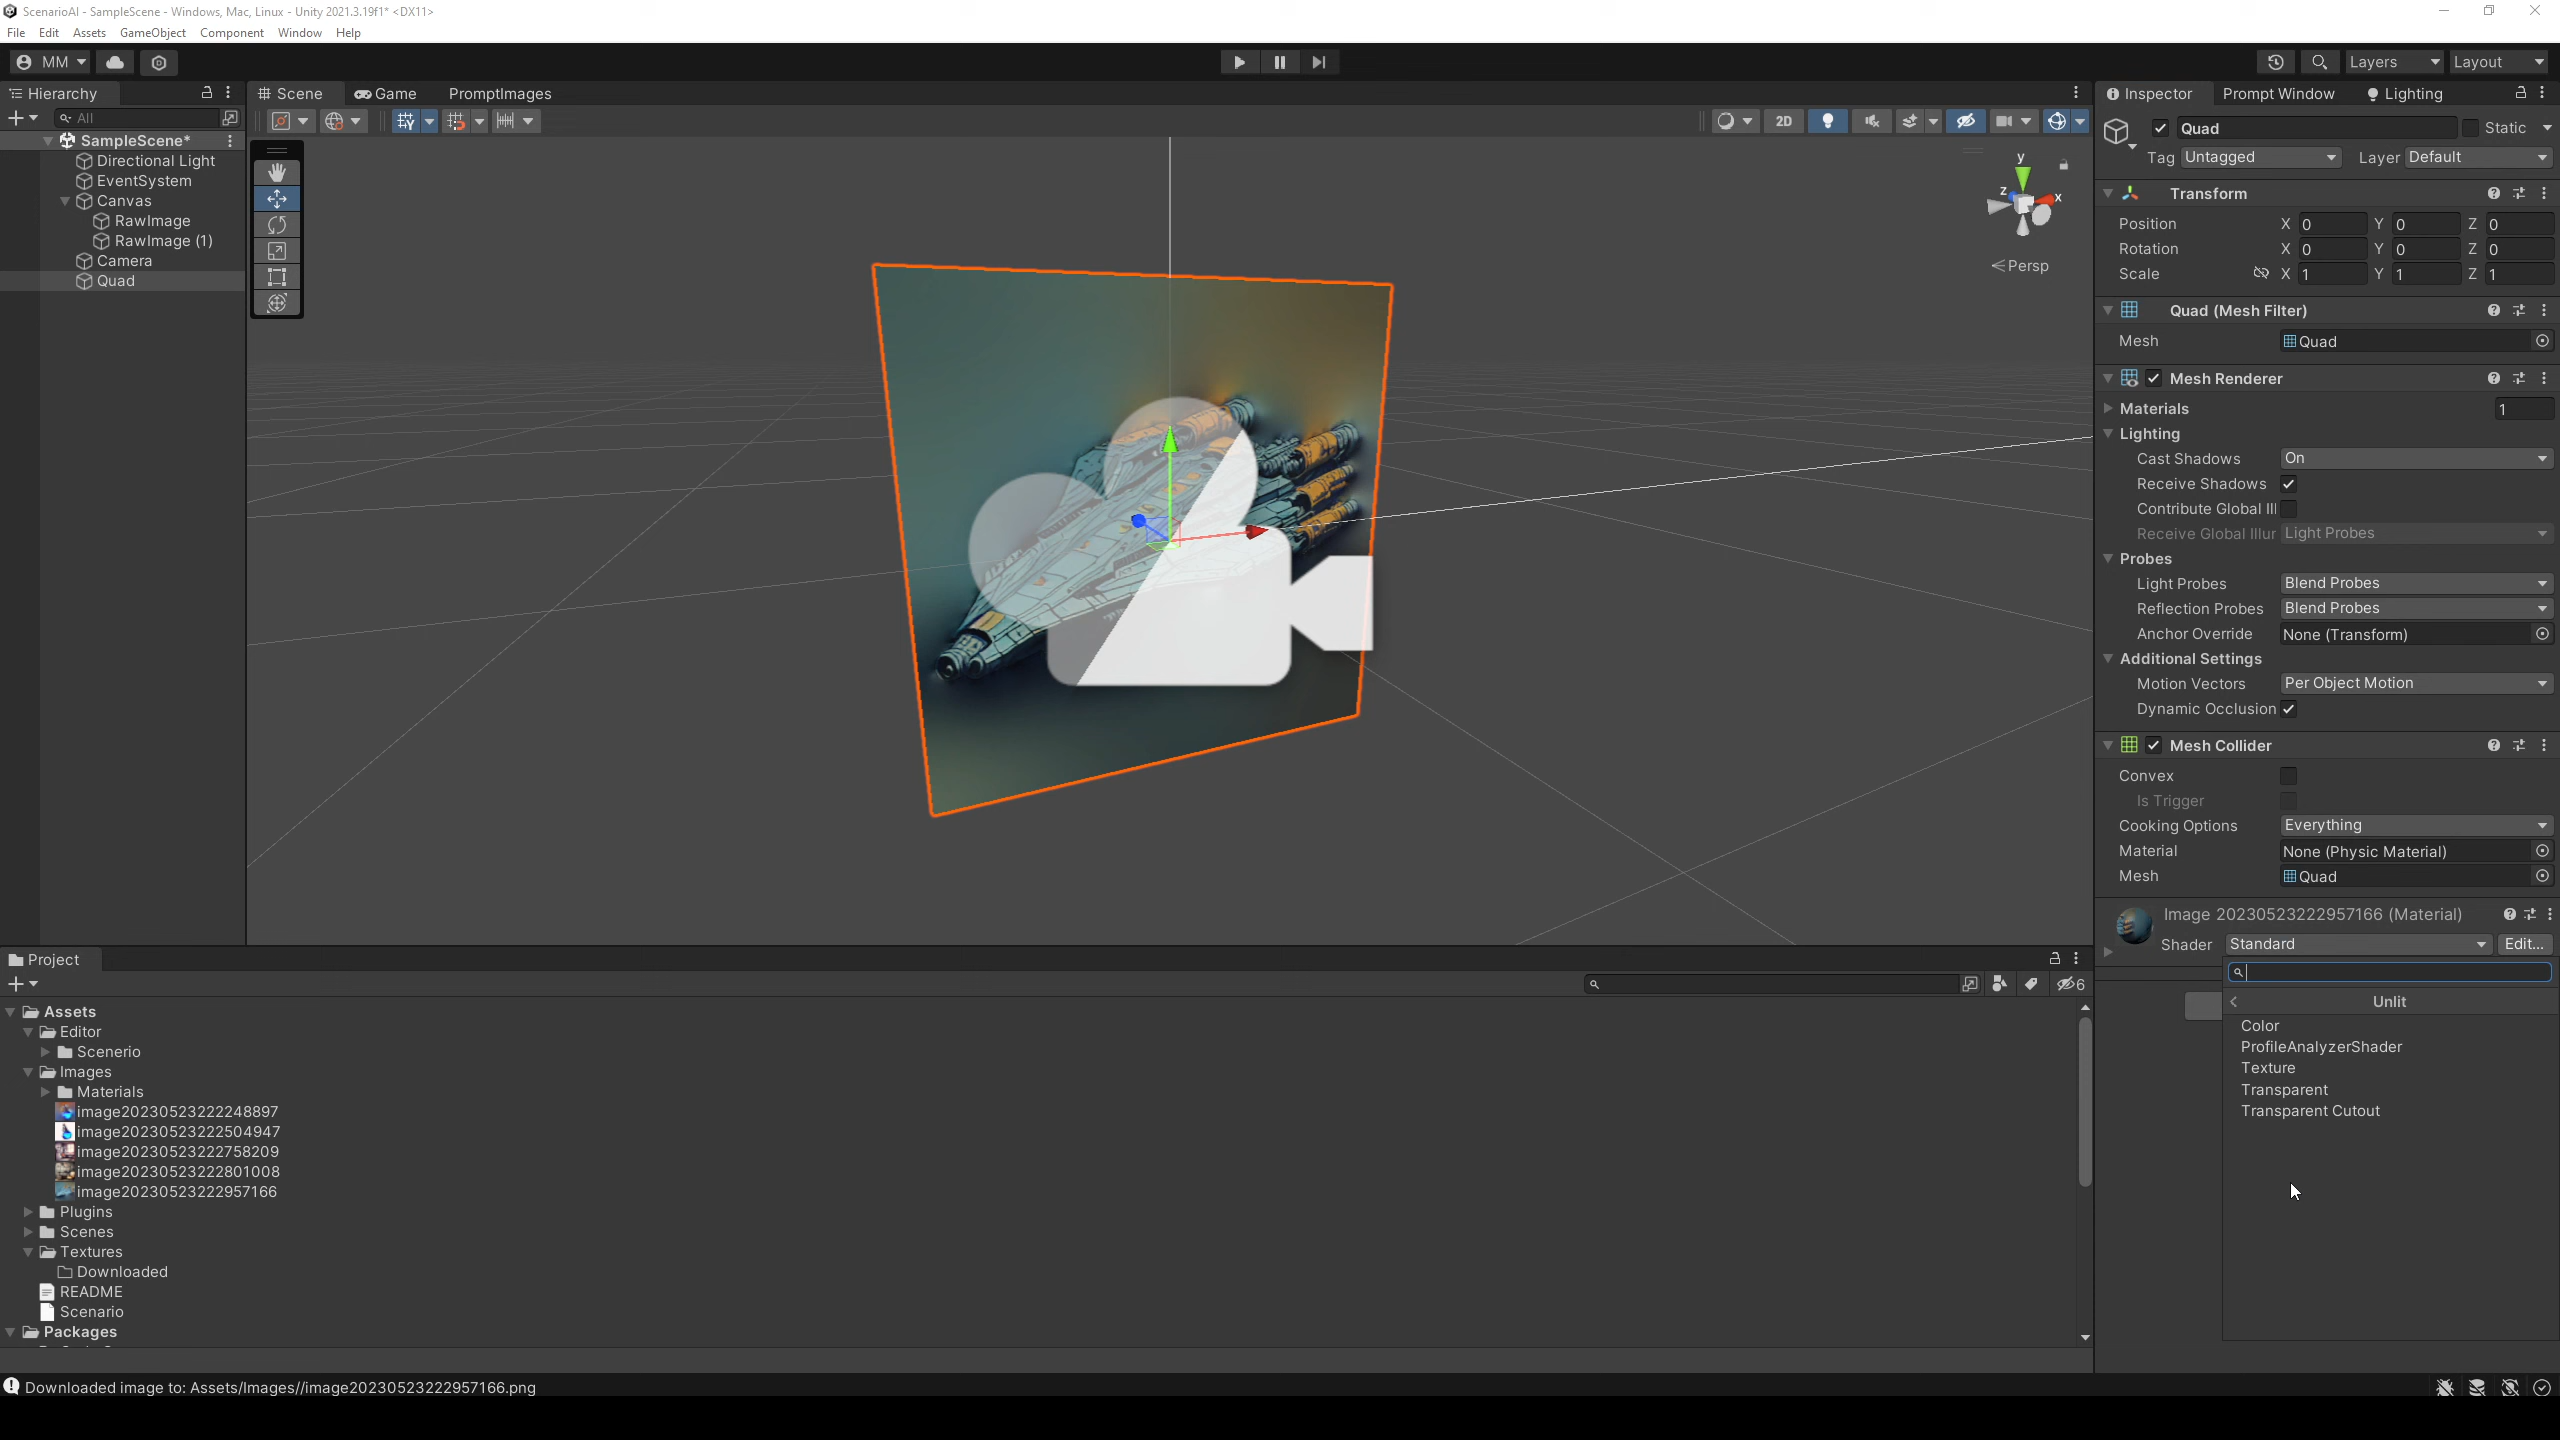 ScenarioAI - SampleScene - Windows, Mac, Linux - Unity 2021.3.19f1* <DX11>
File Edit Assets GameObject Component Window Help
MM Layers Layout
Hierarchy
All
SampleScene*
Directional Light
EventSystem
Canvas
RawImage
RawImage (1)
Camera
Quad
Scene Game PromptImages
2D
y
z
x
Persp
Inspector Prompt Window Lighting
Quad Static
Tag Untagged Layer Default
Transform
Position X 0 Y 0 Z 0
Rotation X 0 Y 0 Z 0
Scale X 1 Y 1 Z 1
Quad (Mesh Filter)
Mesh Quad
Mesh Renderer
Materials 1
Lighting
Cast Shadows On
Receive Shadows
Contribute Global Ill
Receive Global Illur Light Probes
Probes
Light Probes Blend Probes
Reflection Probes Blend Probes
Anchor Override None (Transform)
Additional Settings
Motion Vectors Per Object Motion
Dynamic Occlusion
Mesh Collider
Convex
Is Trigger
Cooking Options Everything
Material None (Physic Material)
Mesh Quad
Image 20230523222957166 (Material)
Shader Standard Edit...
Unlit
Color
ProfileAnalyzerShader
Texture
Transparent
Transparent Cutout
Project
6
Assets
Editor
Scenerio
Images
Materials
image20230523222248897
image20230523222504947
image20230523222758209
image20230523222801008
image20230523222957166
Plugins
Scenes
Textures
Downloaded
README
Scenario
Packages
Downloaded image to: Assets/Images//image20230523222957166.png